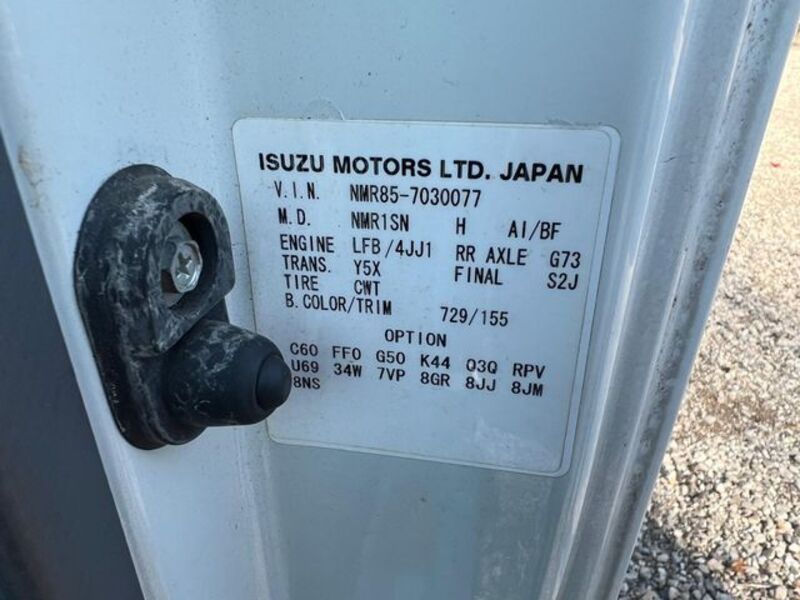 ISUZU MOTORS LTD. JAPAN
V.I.N. NMR85-7030077
M.D. NMR1SN H AI/BF
ENGINE LFB/4JJ1 RR AXLE G73
TRANS. Y5X FINAL S2J
TIRE CWT
B.COLOR/TRIM 729/155
OPTION
C60 FF0 G50 K44 Q3Q RPV
U69 34W 7VP 8GR 8JJ 8JM
8NS